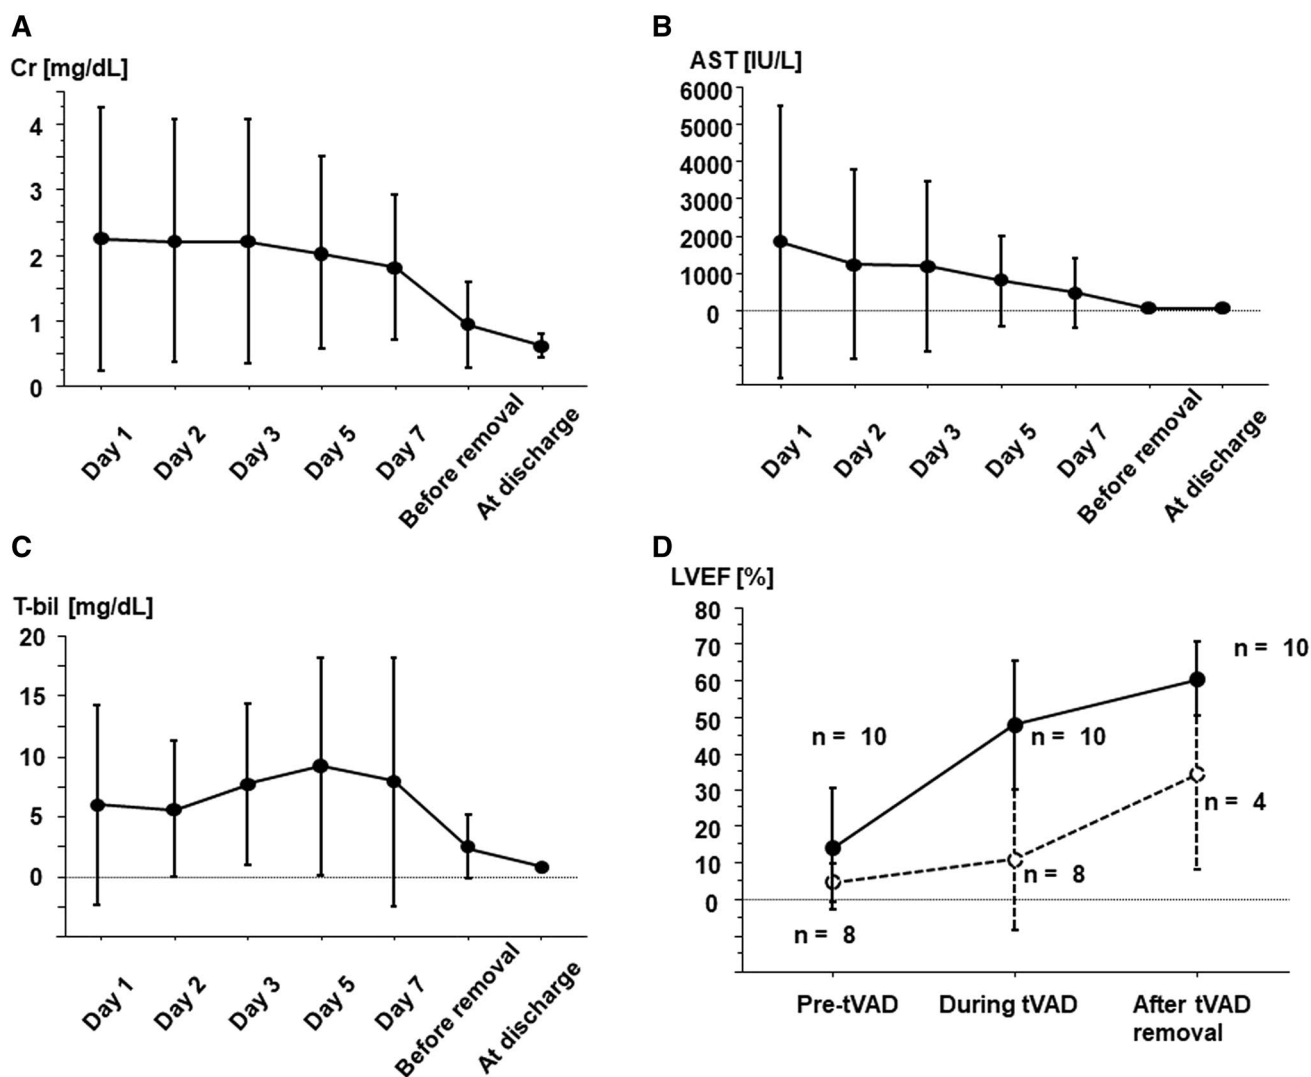 A
Cr [mg/dL]
4
3
2
1
0
Day 1
Day 2
Day 3
Day 5
Day 7
Before removal
At discharge
B
AST [IU/L]
6000
5000
4000
3000
2000
1000
0
Day 1
Day 2
Day 3
Day 5
Day 7
Before removal
At discharge
C
T-bil [mg/dL]
20
15
10
5
0
Day 1
Day 2
Day 3
Day 5
Day 7
Before removal
At discharge
D
LVEF [%]
80
70
60
50
40
30
20
10
0
n = 10
n = 10
n = 10
n = 4
n = 8
n = 8
Pre-tVAD
During tVAD
After tVAD
removal